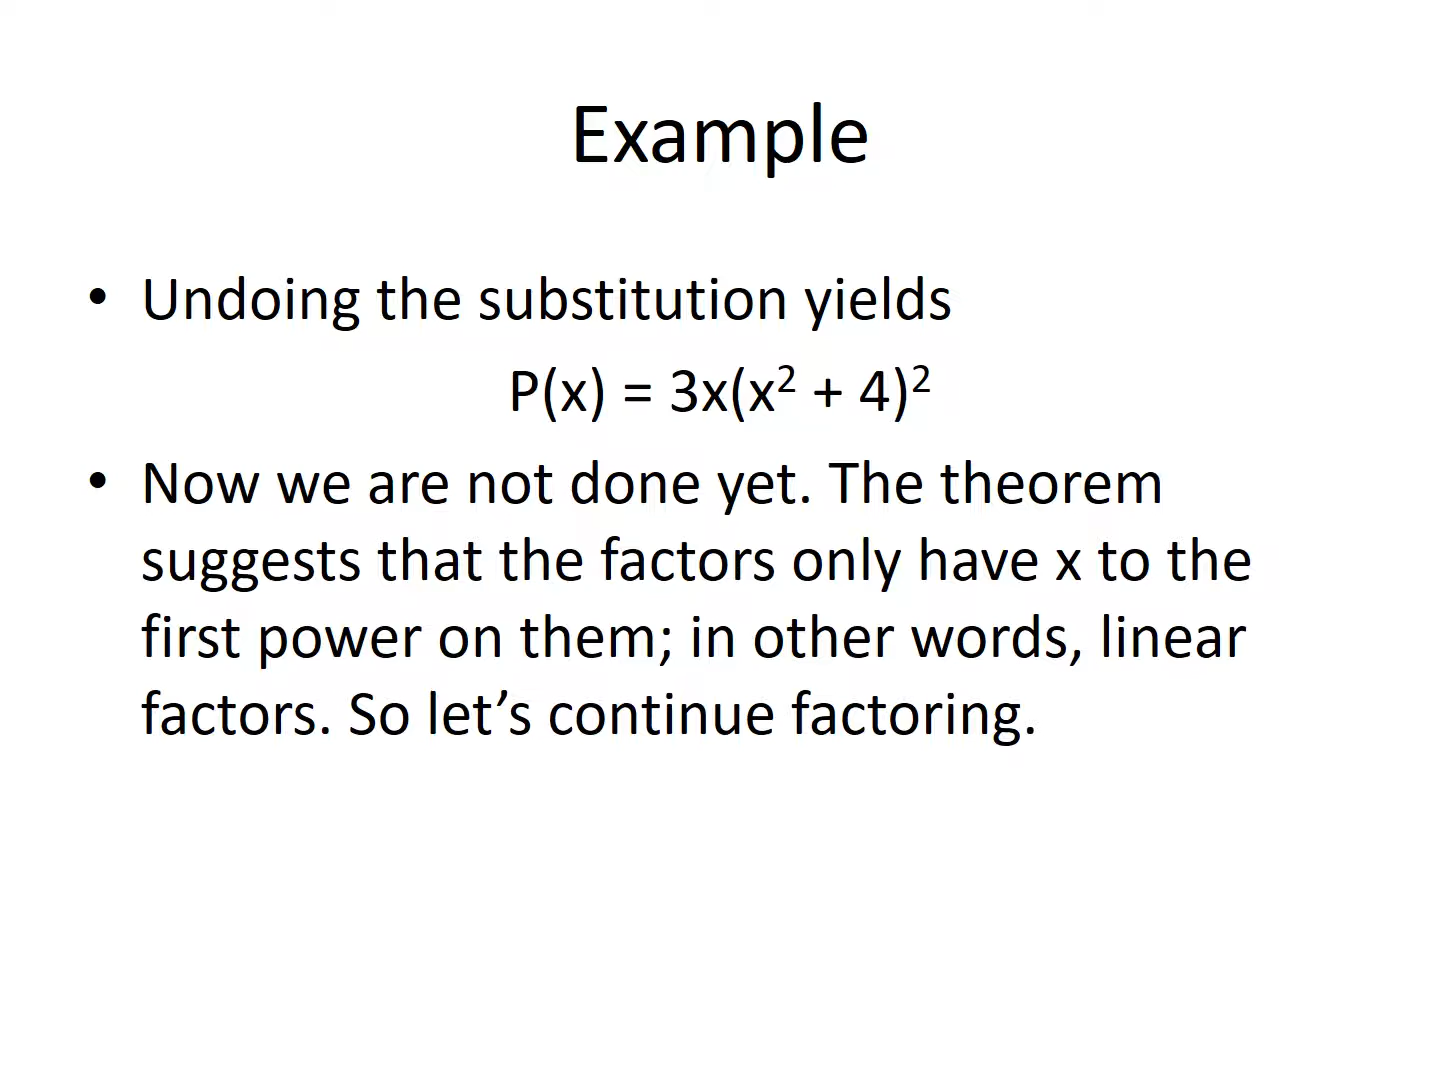 Example
• Undoing the substitution yields
P(x) = 3x(x² + 4)²
• Now we are not done yet. The theorem
suggests that the factors only have x to the
first power on them; in other words, linear
factors. So let’s continue factoring.